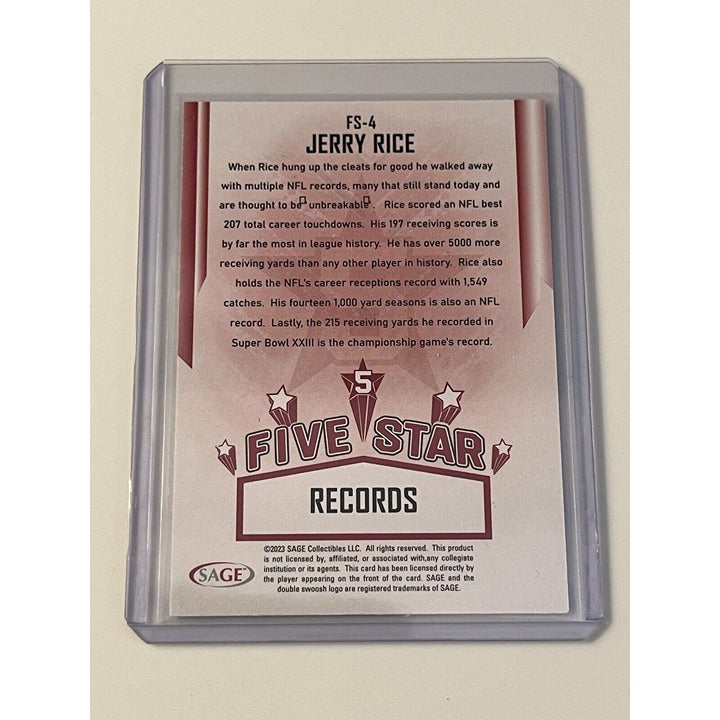 FS-4
JERRY RICE
When Rice hung up the cleats for good he walked away
with multiple NFL records, many that still stand today and
are thought to be unbreakable. Rice scored an NFL best
207 total career touchdowns. His 197 receiving scores is
by far the most in league history. He has over 5000 more
receiving yards than any other player in history. Rice also
holds the NFL's career receptions record with 1,549
catches. His fourteen 1,000 yard seasons is also an NFL
record. Lastly, the 215 receiving yards he recorded in
Super Bowl XXIII is the championship game's record.
5
FIVE STAR
RECORDS
©2023 SAGE Collectibles LLC. All rights reserved. This product
is not licensed by, affiliated, or associated with,any collegiate
institution or its agents. This card has been licensed directly by
the player appearing on the front of the card. SAGE and the
double swoosh logo are registered trademarks of SAGE.
SAGE™